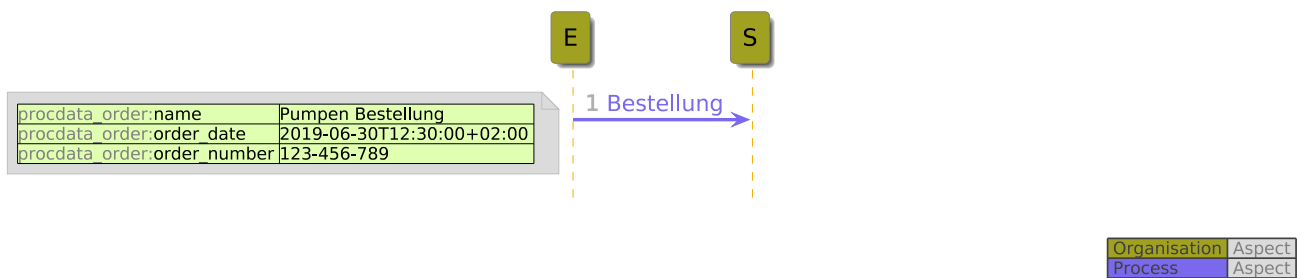 E S
1 Bestellung
procdata_order:name Pumpen Bestellung
procdata_order:order_date 2019-06-30T12:30:00+02:00
procdata_order:order_number 123-456-789
Organisation Aspect
Process Aspect